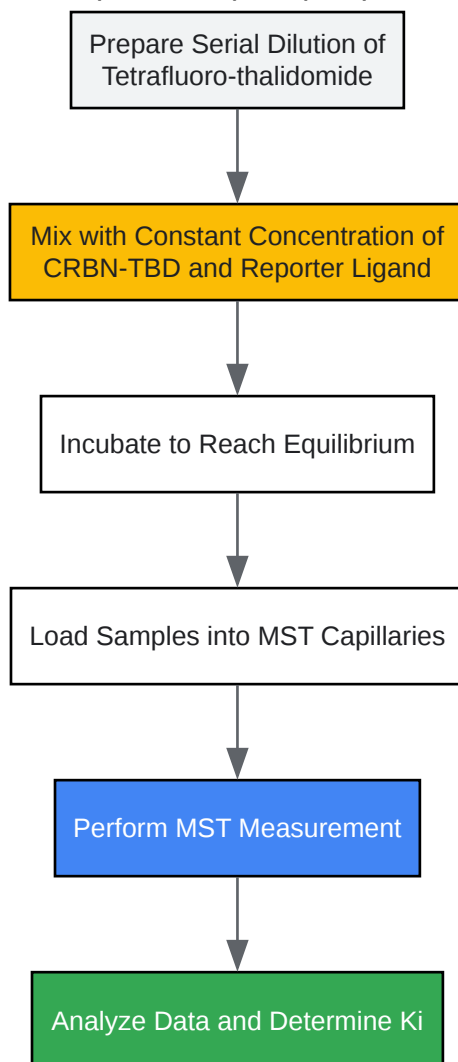 Prepare Serial Dilution of
Tetrafluoro-thalidomide
Mix with Constant Concentration of
CRBN-TBD and Reporter Ligand
Incubate to Reach Equilibrium
Load Samples into MST Capillaries
Perform MST Measurement
Analyze Data and Determine Ki